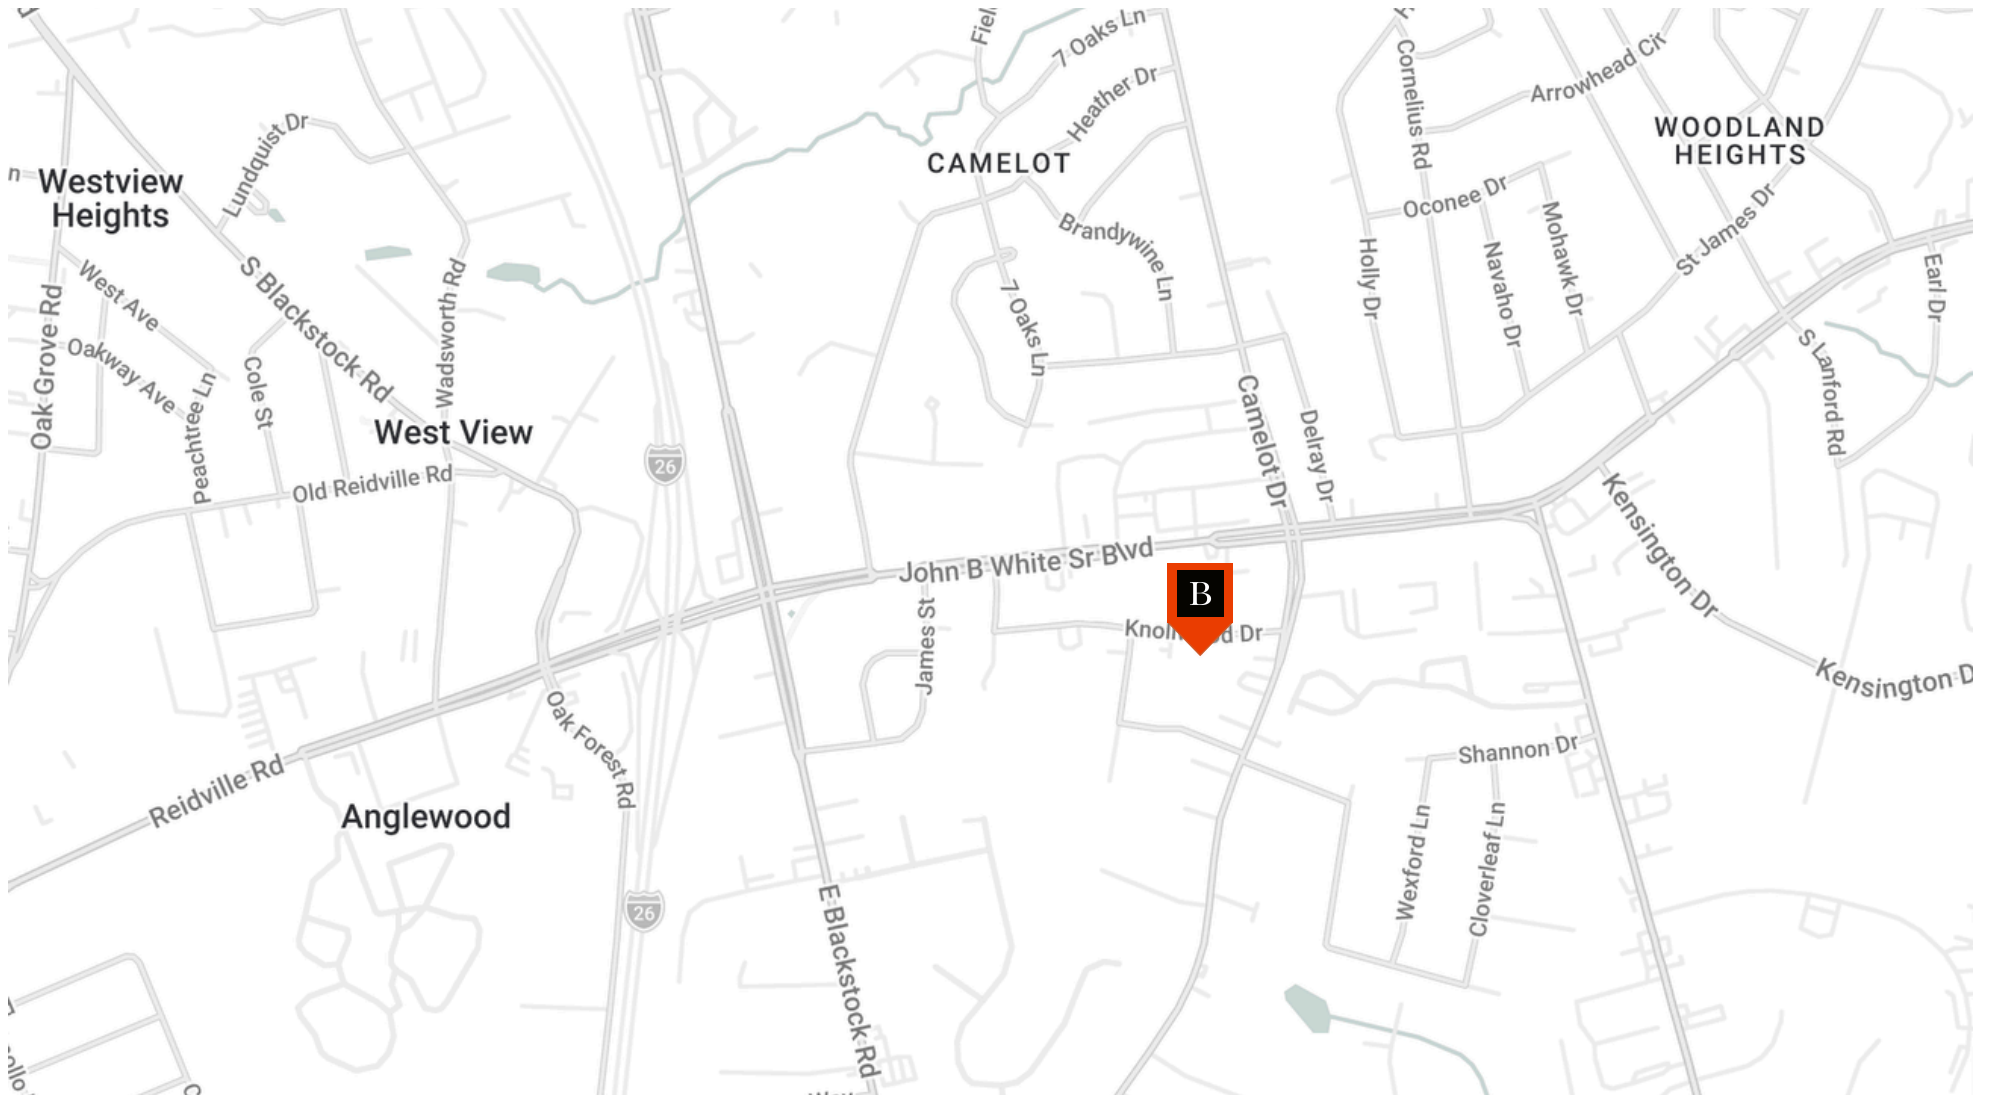 7 Oaks Ln
Heather Dr
Cornelius Rd
Arrowhead Cir
WOODLAND
HEIGHTS
Lundquist Dr
CAMELOT
Westview
Heights
Oconee Dr
Mohawk Dr
St James Dr
Brandywine Ln
Holly Dr
Navaho Dr
Earl Dr
West Ave
S Blackstock Rd
Wadsworth Rd
Oak Grove Rd
7 Oaks Ln
Oakway Ave
Cole St
Peachtree Ln
S Lanford Rd
West View
Camelot Dr
Delray Dr
26
Old Reidville Rd
Kensington Dr
John B White Sr Blvd
B
James St
Dr
Kensington
Oak Forest Rd
Shannon Dr
Reidville Rd
Anglewood
Wexford Ln
Cloverleaf Ln
26
E Blackstock Rd